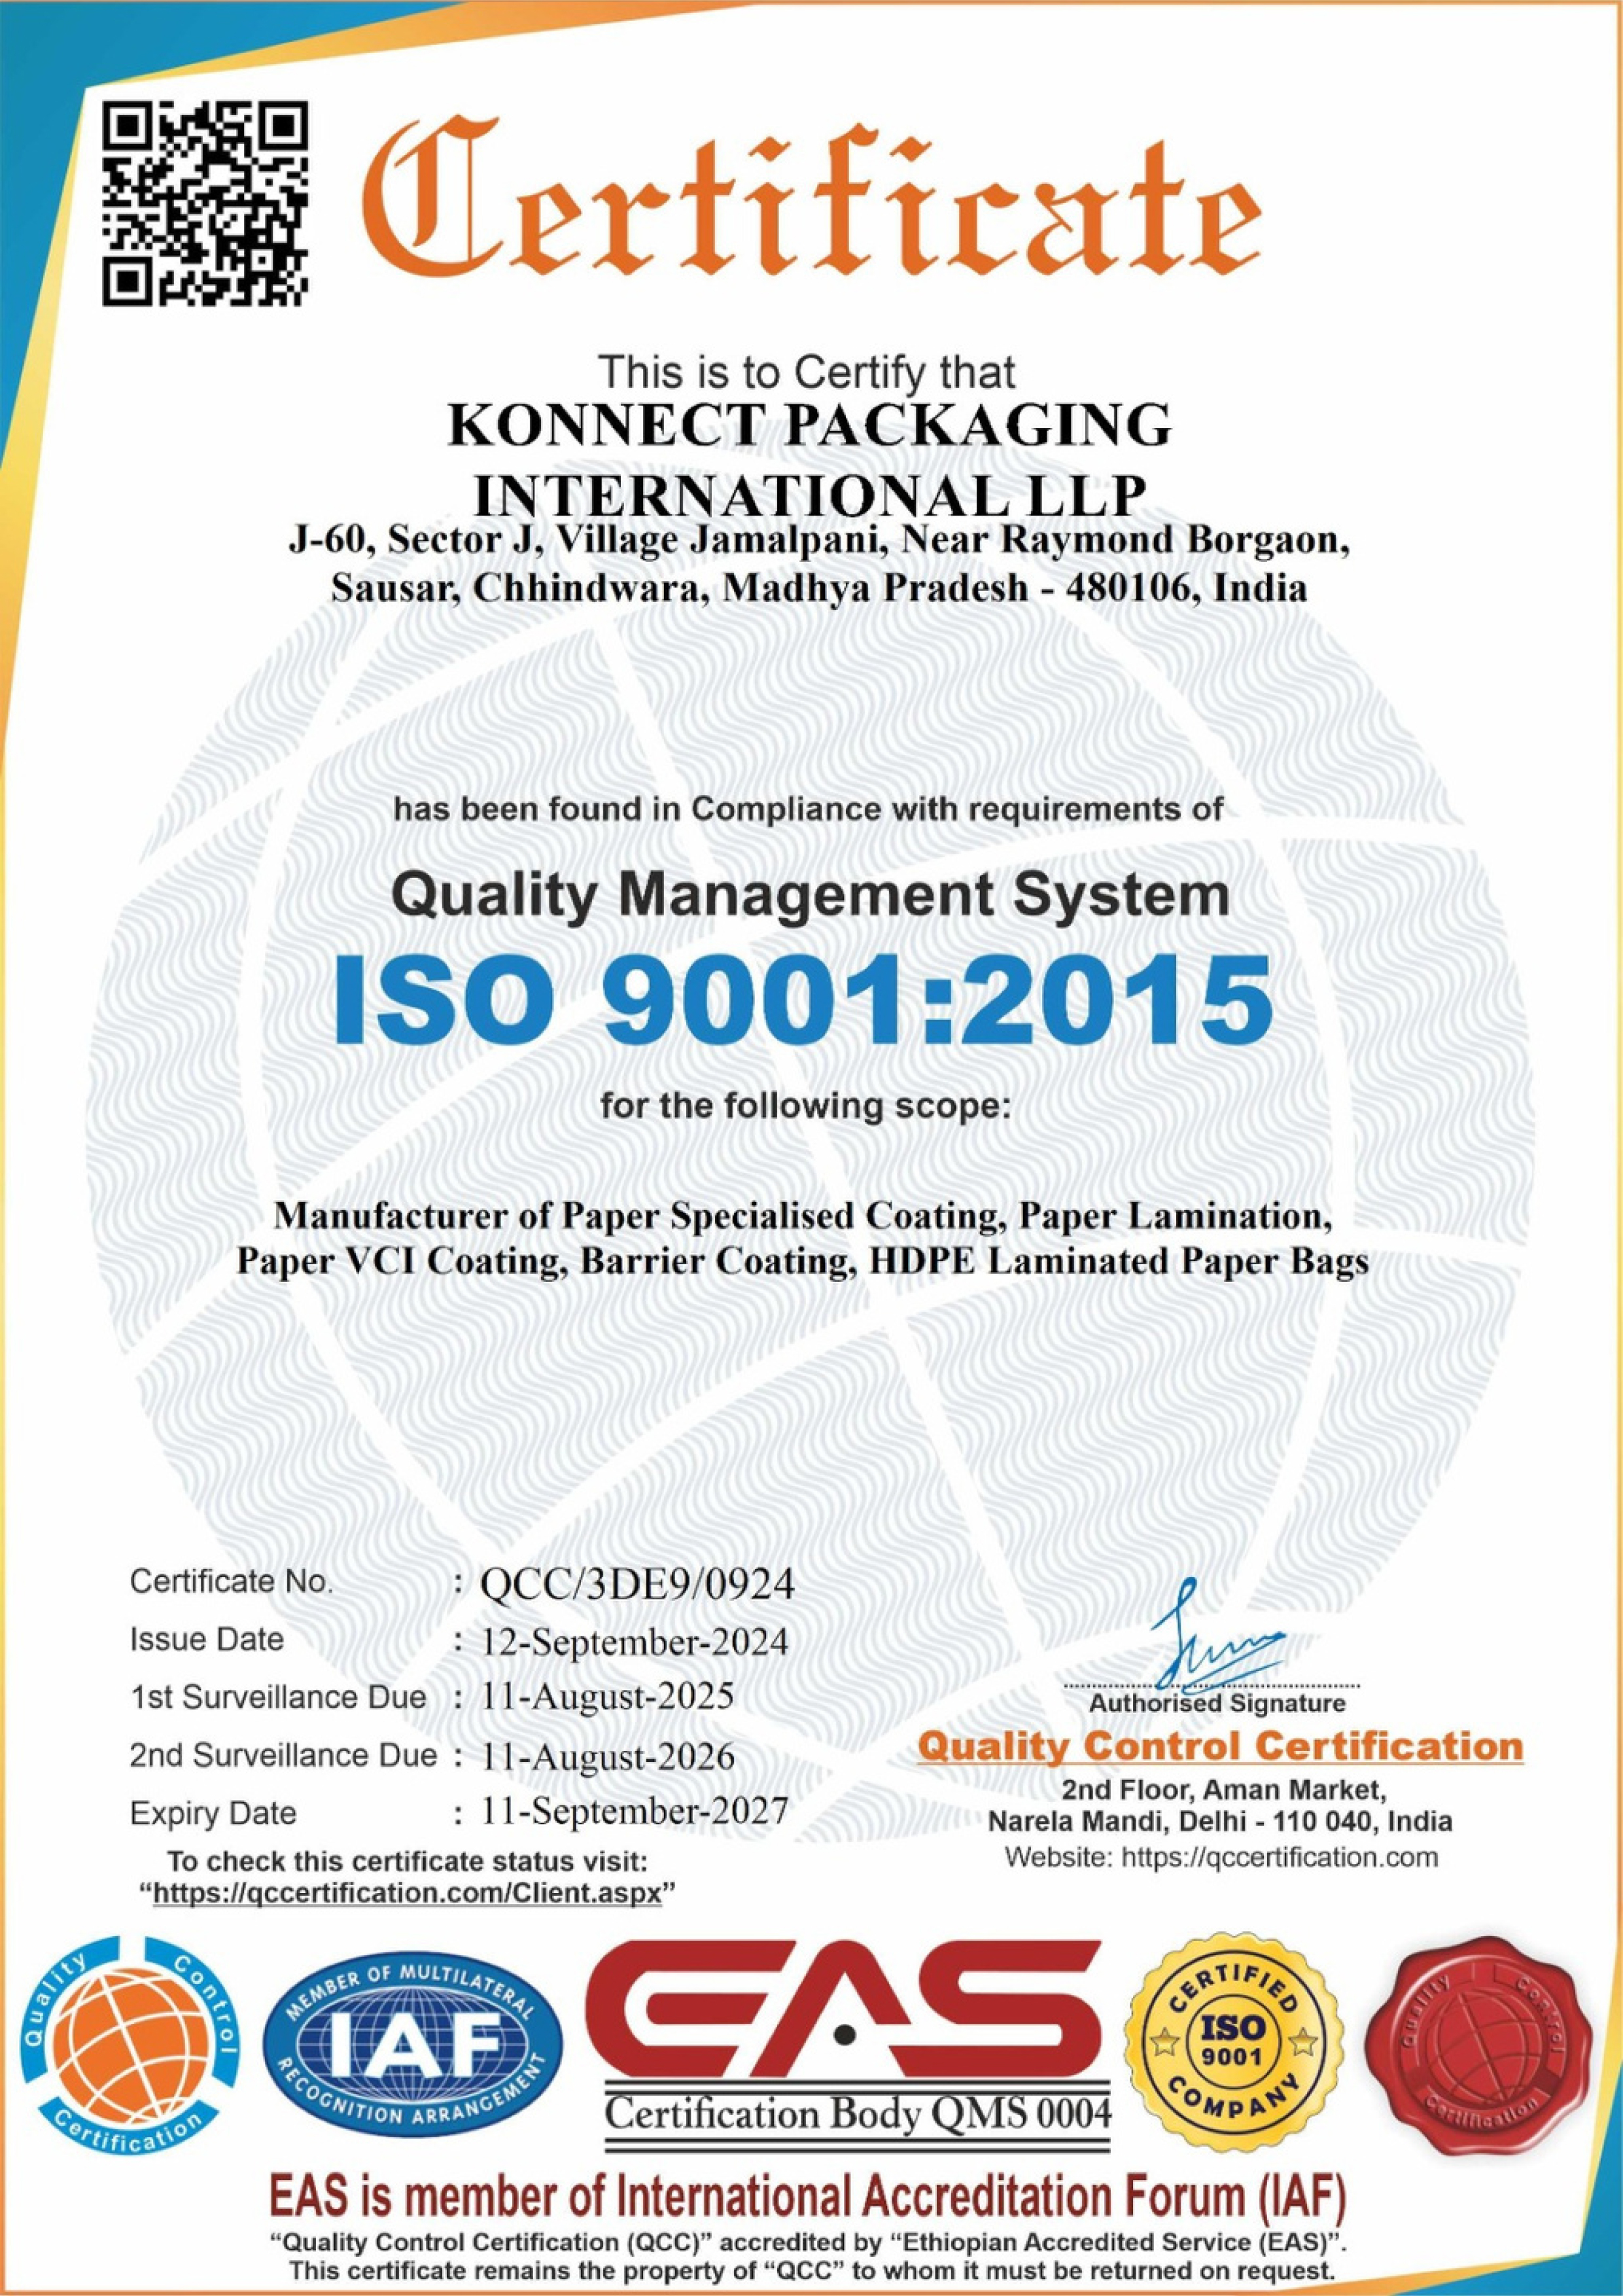 Certificate
This is to Certify that
KONNECT PACKAGING
INTERNATIONAL LLP
J-60, Sector J, Village Jamalpani, Near Raymond Borgaon,
Sausar, Chhindwara, Madhya Pradesh - 480106, India
has been found in Compliance with requirements of
Quality Management System
ISO 9001:2015
for the following scope:
Manufacturer of Paper Specialised Coating, Paper Lamination,
Paper VCI Coating, Barrier Coating, HDPE Laminated Paper Bags
Certificate No. : QCC/3DE9/0924
Issue Date : 12-September-2024
1st Surveillance Due : 11-August-2025
2nd Surveillance Due : 11-August-2026
Expiry Date : 11-September-2027
To check this certificate status visit:
“https://qccertification.com/Client.aspx”
Authorised Signature
Quality Control Certification
2nd Floor, Aman Market,
Narela Mandi, Delhi - 110 040, India
Website: https://qccertification.com
Quality Control Certification
MEMBER OF MULTILATERAL
IAF
RECOGNITION ARRANGEMENT
EAS
Certification Body QMS 0004
CERTIFIED
ISO
9001
COMPANY
Quality Control Certification
EAS is member of International Accreditation Forum (IAF)
“Quality Control Certification (QCC)” accredited by “Ethiopian Accredited Service (EAS)”.
This certificate remains the property of “QCC” to whom it must be returned on request.